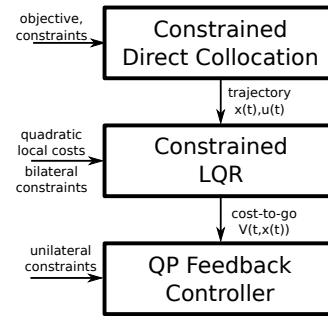 objective,
constraints
Constrained
Direct Collocation
trajectory
x(t),u(t)
quadratic
local costs
bilateral
constraints
Constrained
LQR
cost-to-go
V(t,x(t))
unilateral
constraints
QP Feedback
Controller